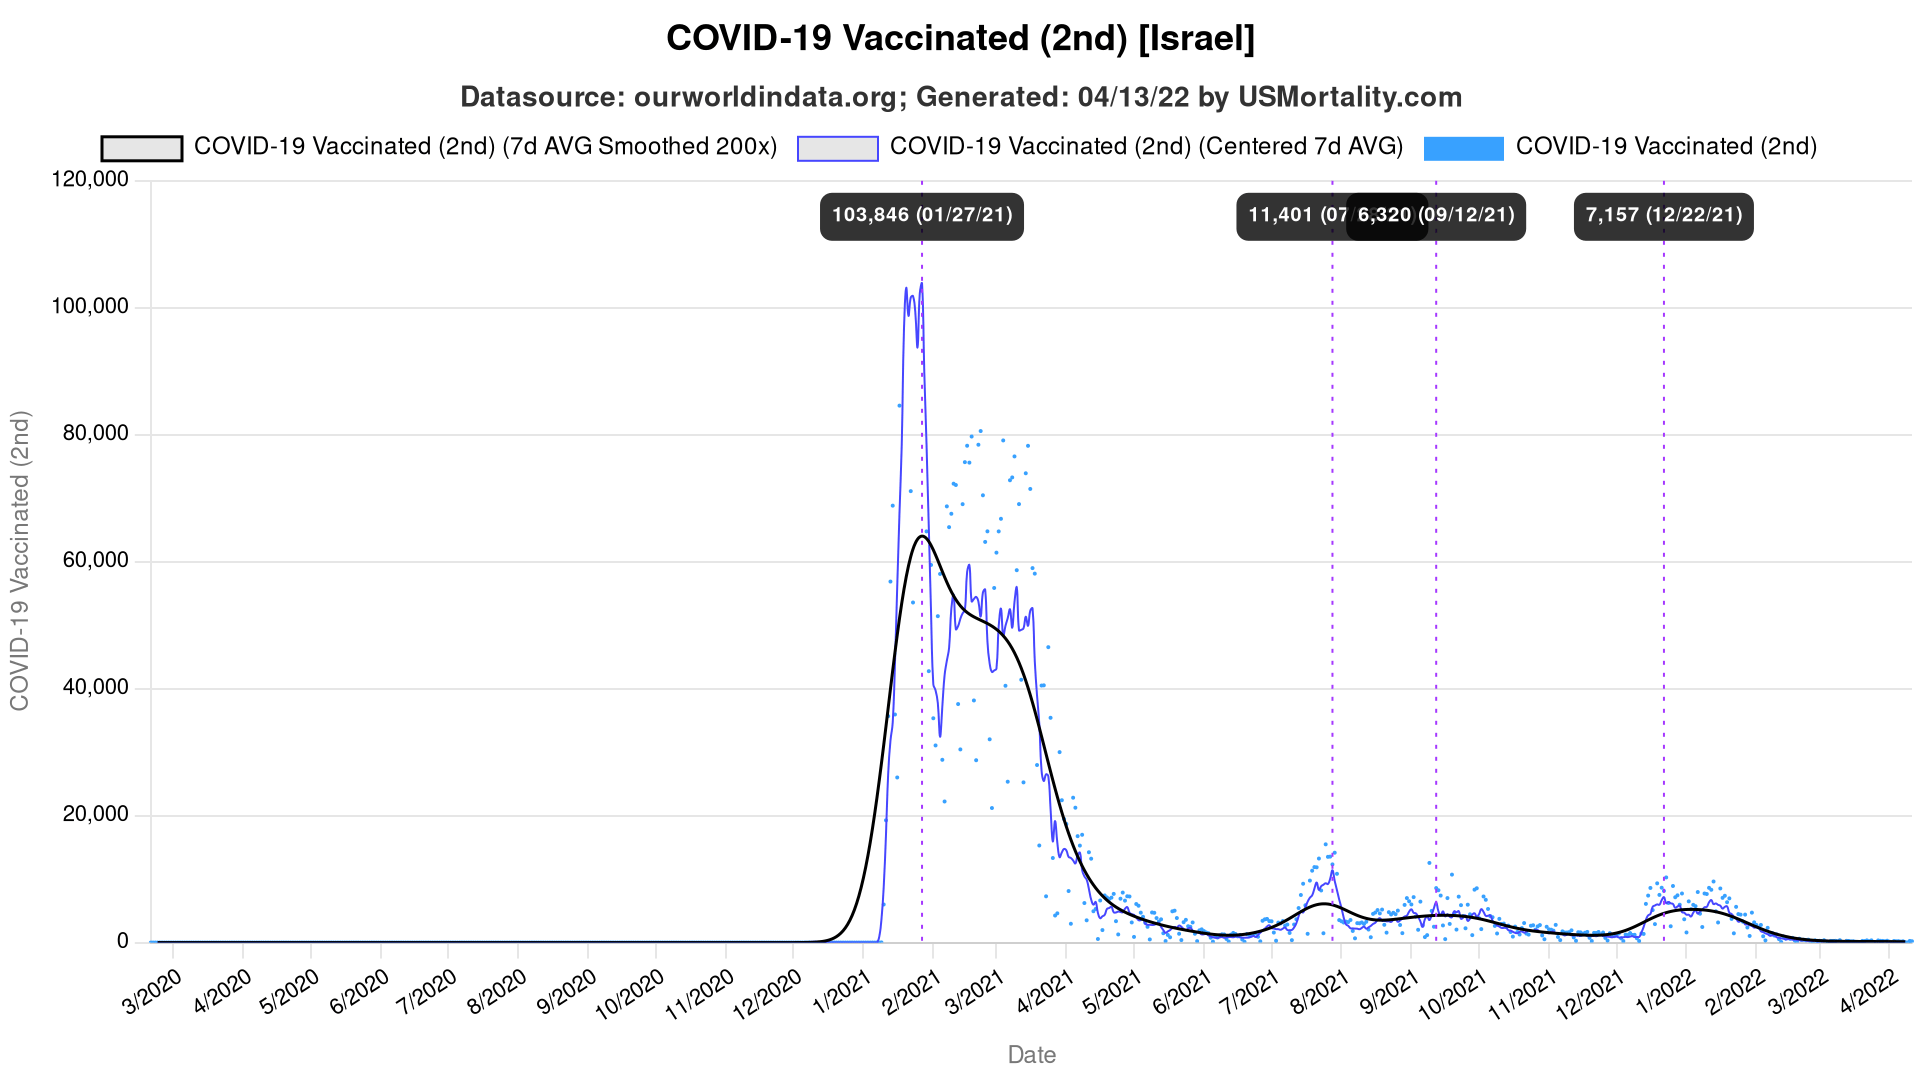 COVID-19 Vaccinated (2nd) [Israel]
Datasource: ourworldindata.org; Generated: 04/13/22 by USMortality.com
COVID-19 Vaccinated (2nd) (7d AVG Smoothed 200x) COVID-19 Vaccinated (2nd) (Centered 7d AVG) COVID-19 Vaccinated (2nd)
103,846 (01/27/21) 11,401 (07/ 6,320 (09/12/21) 7,157 (12/22/21)
120,000
100,000
80,000
60,000
40,000
20,000
0
COVID-19 Vaccinated (2nd)
3/2020 4/2020 5/2020 6/2020 7/2020 8/2020 9/2020 10/2020 11/2020 12/2020 1/2021 2/2021 3/2021 4/2021 5/2021 6/2021 7/2021 8/2021 9/2021 10/2021 11/2021 12/2021 1/2022 2/2022 3/2022 4/2022
Date